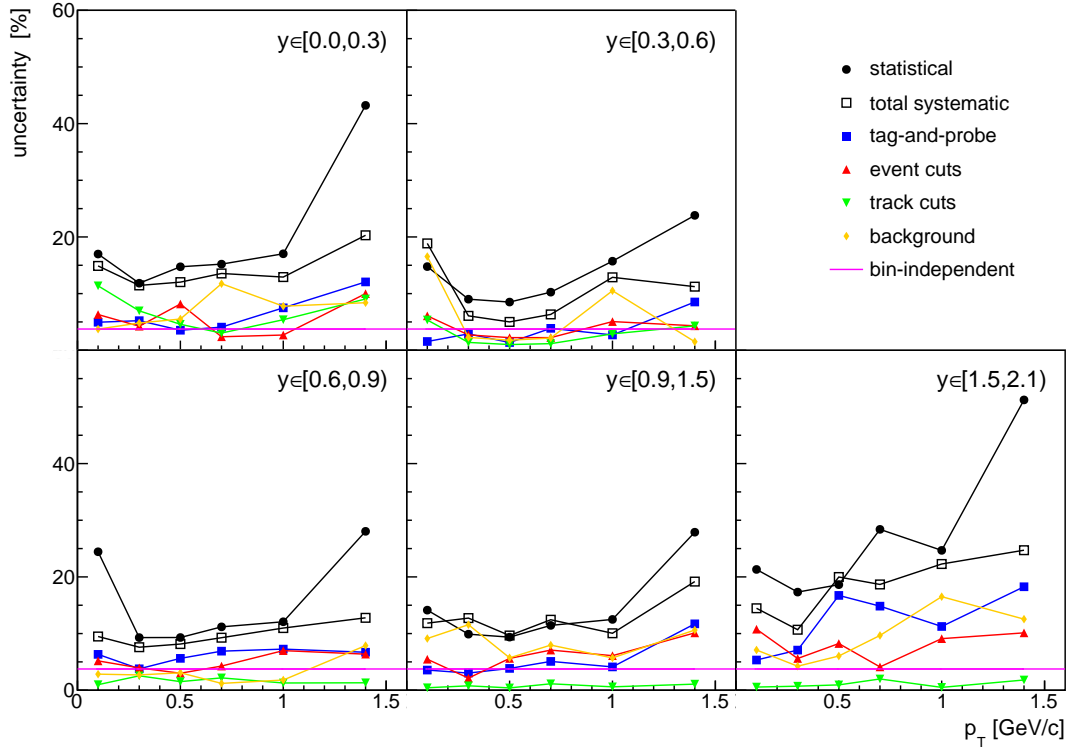 60
40
20
uncertainty [%]
y∈[0.0,0.3)
y∈[0.3,0.6)
statistical
total systematic
tag-and-probe
event cuts
track cuts
background
bin-independent
y∈[0.6,0.9)
y∈[0.9,1.5)
y∈[1.5,2.1)
40
20
0
0 0.5 1 1.5
0.5 1 1.5
0.5 1 1.5
p_T [GeV/c]